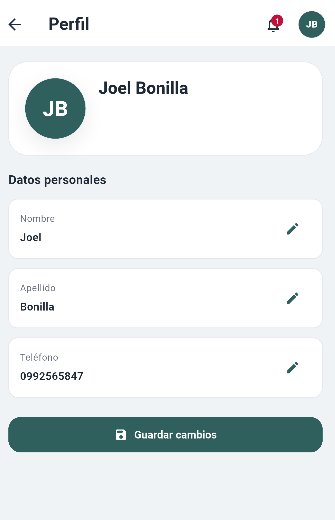 Perfil
1
JB
JB
Joel Bonilla
Datos personales
Nombre
Joel
Apellido
Bonilla
Teléfono
0992565847
Guardar cambios